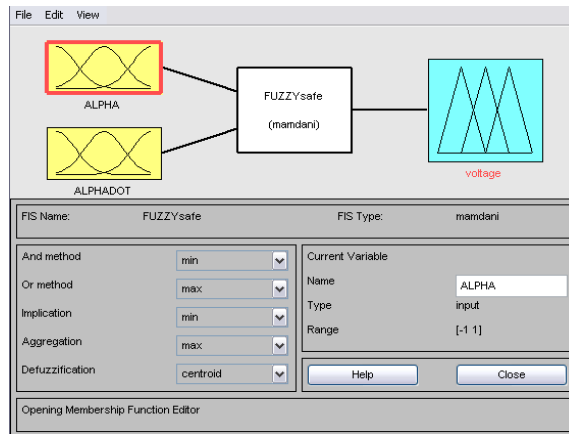 File Edit View
ALPHA
FUZZYsafe
(mamdani)
ALPHADOT
voltage
FIS Name: FUZZYsafe FIS Type: mamdani
And method min
Or method max
Implication min
Aggregation max
Defuzzification centroid
Current Variable
Name ALPHA
Type input
Range [-1 1]
Help Close
Opening Membership Function Editor